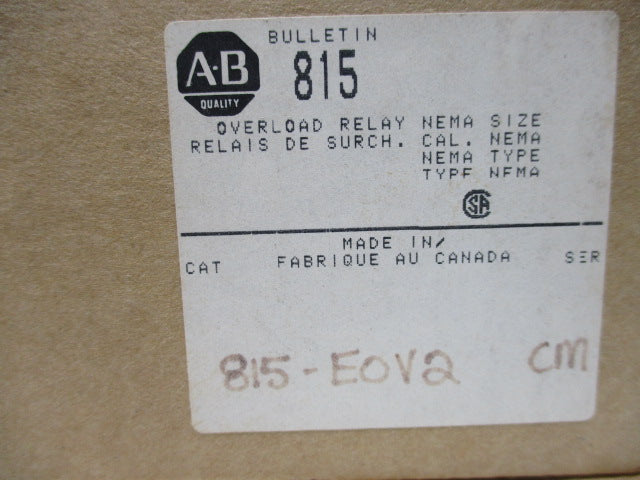 A·B
QUALITY
BULLETIN
815
OVERLOAD RELAY NEMA SIZE
RELAIS DE SURCH. CAL. NEMA
NEMA TYPE
TYPE NEMA
SA
MADE IN/
CAT FABRIQUE AU CANADA SER
815-EOV2 CM